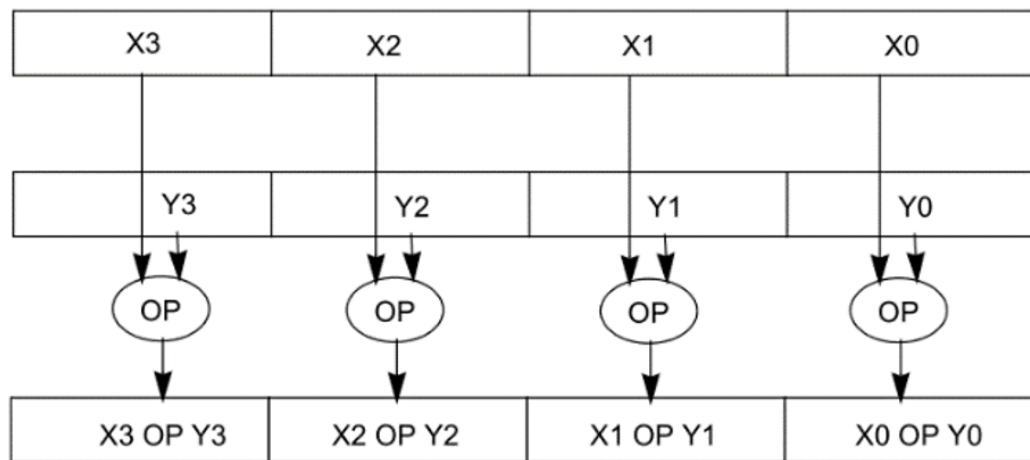 X3 X2 X1 X0
Y3 Y2 Y1 Y0
OP OP OP OP
X3 OP Y3 X2 OP Y2 X1 OP Y1 X0 OP Y0